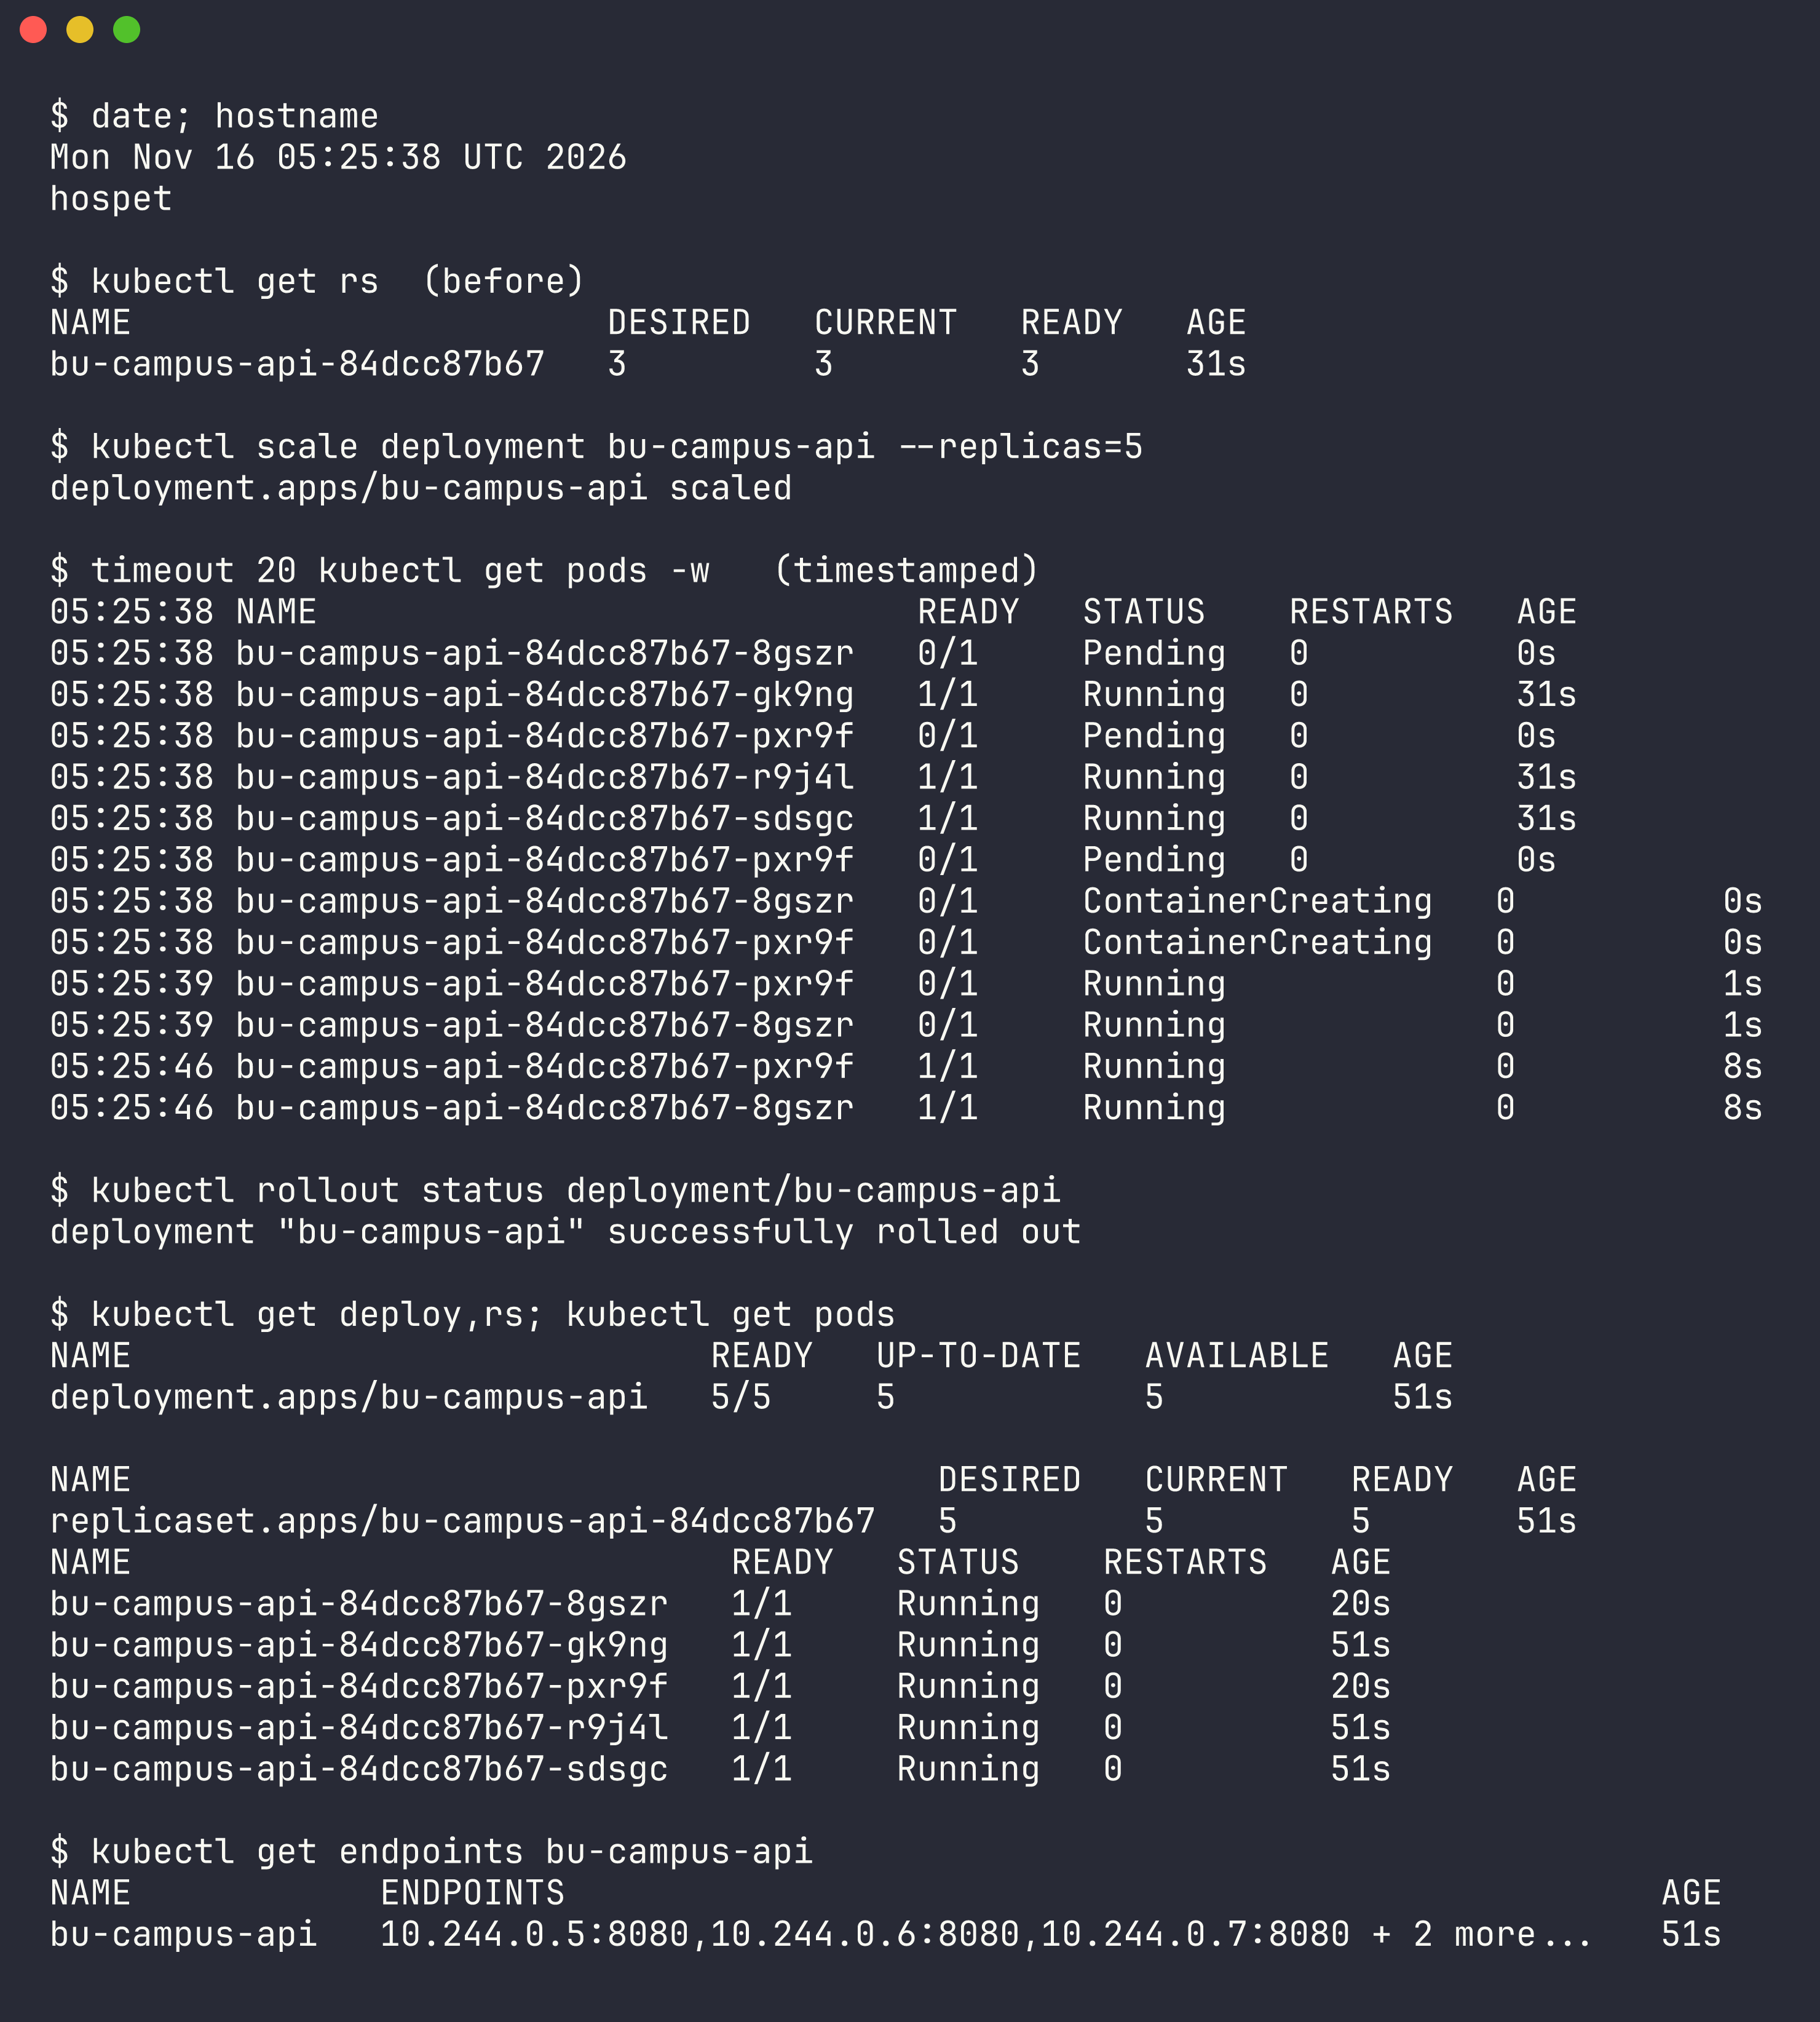 $ date; hostname
Mon Nov 16 05:25:38 UTC 2026
hospet

$ kubectl get rs  (before)
NAME                       DESIRED   CURRENT   READY   AGE
bu-campus-api-84dcc87b67   3         3         3       31s

$ kubectl scale deployment bu-campus-api --replicas=5
deployment.apps/bu-campus-api scaled

$ timeout 20 kubectl get pods -w   (timestamped)
05:25:38 NAME                             READY   STATUS    RESTARTS   AGE
05:25:38 bu-campus-api-84dcc87b67-8gszr   0/1     Pending   0          0s
05:25:38 bu-campus-api-84dcc87b67-gk9ng   1/1     Running   0          31s
05:25:38 bu-campus-api-84dcc87b67-pxr9f   0/1     Pending   0          0s
05:25:38 bu-campus-api-84dcc87b67-r9j4l   1/1     Running   0          31s
05:25:38 bu-campus-api-84dcc87b67-sdsgc   1/1     Running   0          31s
05:25:38 bu-campus-api-84dcc87b67-pxr9f   0/1     Pending   0          0s
05:25:38 bu-campus-api-84dcc87b67-8gszr   0/1     ContainerCreating   0          0s
05:25:38 bu-campus-api-84dcc87b67-pxr9f   0/1     ContainerCreating   0          0s
05:25:39 bu-campus-api-84dcc87b67-pxr9f   0/1     Running             0          1s
05:25:39 bu-campus-api-84dcc87b67-8gszr   0/1     Running             0          1s
05:25:46 bu-campus-api-84dcc87b67-pxr9f   1/1     Running             0          8s
05:25:46 bu-campus-api-84dcc87b67-8gszr   1/1     Running             0          8s

$ kubectl rollout status deployment/bu-campus-api
deployment "bu-campus-api" successfully rolled out

$ kubectl get deploy,rs; kubectl get pods
NAME                            READY   UP-TO-DATE   AVAILABLE   AGE
deployment.apps/bu-campus-api   5/5     5            5           51s

NAME                                       DESIRED   CURRENT   READY   AGE
replicaset.apps/bu-campus-api-84dcc87b67   5         5         5       51s
NAME                             READY   STATUS    RESTARTS   AGE
bu-campus-api-84dcc87b67-8gszr   1/1     Running   0          20s
bu-campus-api-84dcc87b67-gk9ng   1/1     Running   0          51s
bu-campus-api-84dcc87b67-pxr9f   1/1     Running   0          20s
bu-campus-api-84dcc87b67-r9j4l   1/1     Running   0          51s
bu-campus-api-84dcc87b67-sdsgc   1/1     Running   0          51s

$ kubectl get endpoints bu-campus-api
NAME            ENDPOINTS                                                     AGE
bu-campus-api   10.244.0.5:8080,10.244.0.6:8080,10.244.0.7:8080 + 2 more...   51s